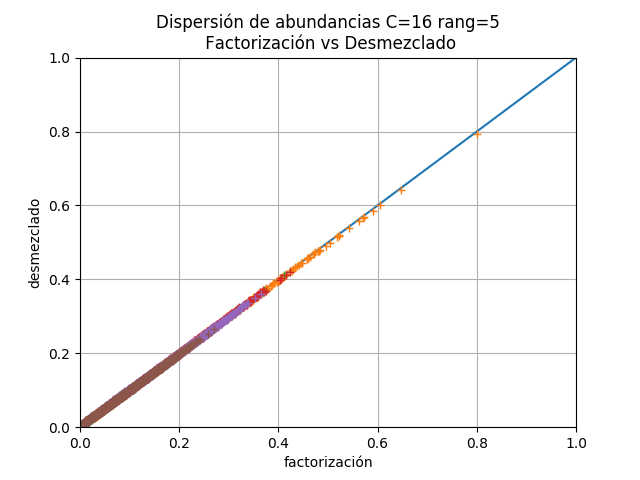 Dispersión de abundancias C=16 rang=5
Factorización vs Desmezclado
1.0
0.8
0.6
0.4
0.2
0.0
desmezclado
0.0 0.2 0.4 0.6 0.8 1.0
factorización